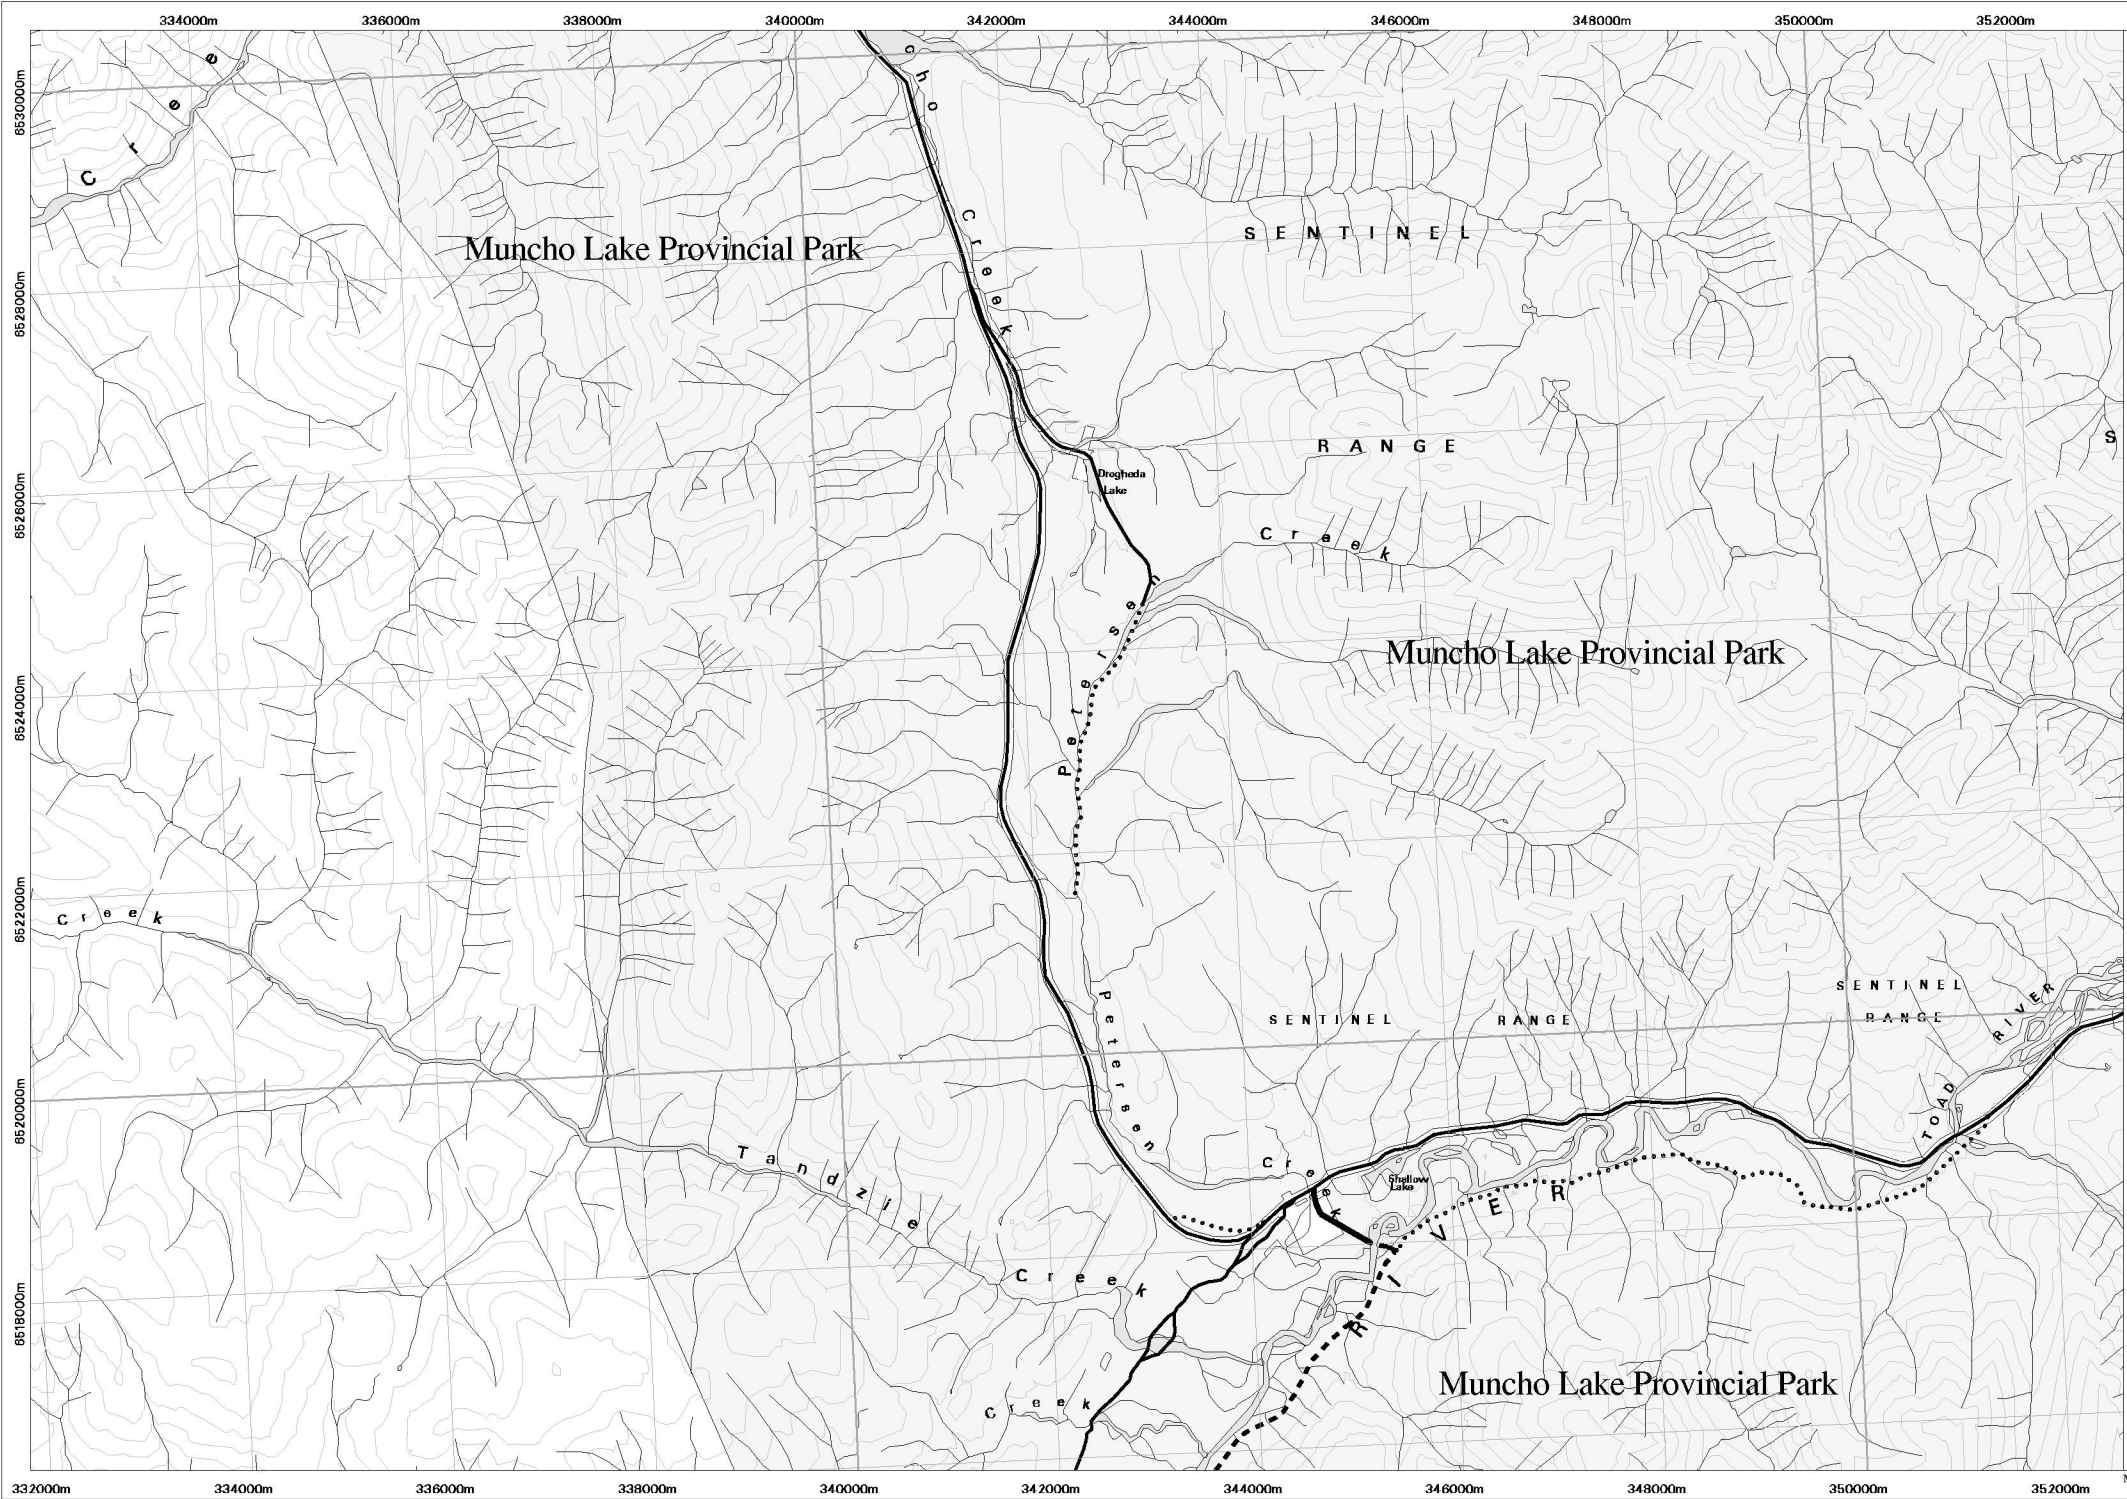 334000m 336000m 338000m 340000m 342000m 344000m 346000m 348000m 350000m 352000m
6530000m
6528000m
6526000m
6524000m
6522000m
6520000m
6518000m
Cree
cho
Creek
Muncho Lake Provincial Park
SENTINEL
RANGE
S
Drogheda
Lake
Creek
Petersen
Muncho Lake Provincial Park
Creek
Petersen
Creek
SENTINEL RANGE
SENTINEL
RANGE
TOAD RIVER
Tandzie
Creek
Shallow
Lake
RIVER
Creek
Muncho Lake Provincial Park
332000m 334000m 336000m 338000m 340000m 342000m 344000m 346000m 348000m 350000m 352000m